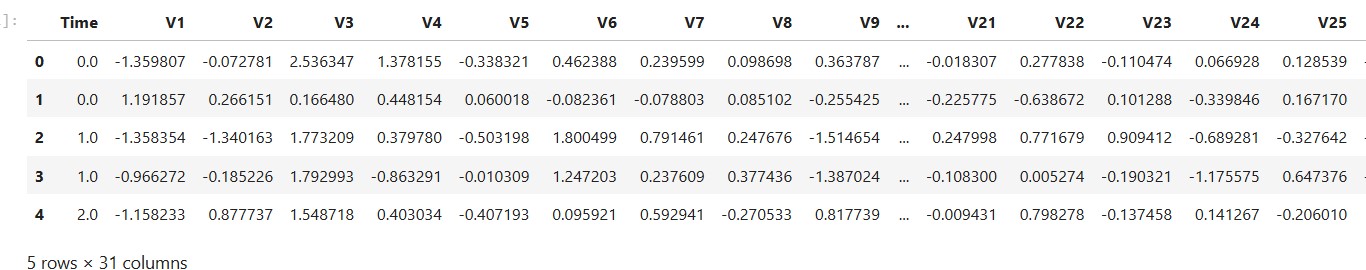 ]:
Time V1 V2 V3 V4 V5 V6 V7 V8 V9 ... V21 V22 V23 V24 V25
0 0.0 -1.359807 -0.072781 2.536347 1.378155 -0.338321 0.462388 0.239599 0.098698 0.363787 ... -0.018307 0.277838 -0.110474 0.066928 0.128539 -
1 0.0 1.191857 0.266151 0.166480 0.448154 0.060018 -0.082361 -0.078803 0.085102 -0.255425 ... -0.225775 -0.638672 0.101288 -0.339846 0.167170
2 1.0 -1.358354 -1.340163 1.773209 0.379780 -0.503198 1.800499 0.791461 0.247676 -1.514654 ... 0.247998 0.771679 0.909412 -0.689281 -0.327642 -
3 1.0 -0.966272 -0.185226 1.792993 -0.863291 -0.010309 1.247203 0.237609 0.377436 -1.387024 ... -0.108300 0.005274 -0.190321 -1.175575 0.647376 -
4 2.0 -1.158233 0.877737 1.548718 0.403034 -0.407193 0.095921 0.592941 -0.270533 0.817739 ... -0.009431 0.798278 -0.137458 0.141267 -0.206010
5 rows × 31 columns